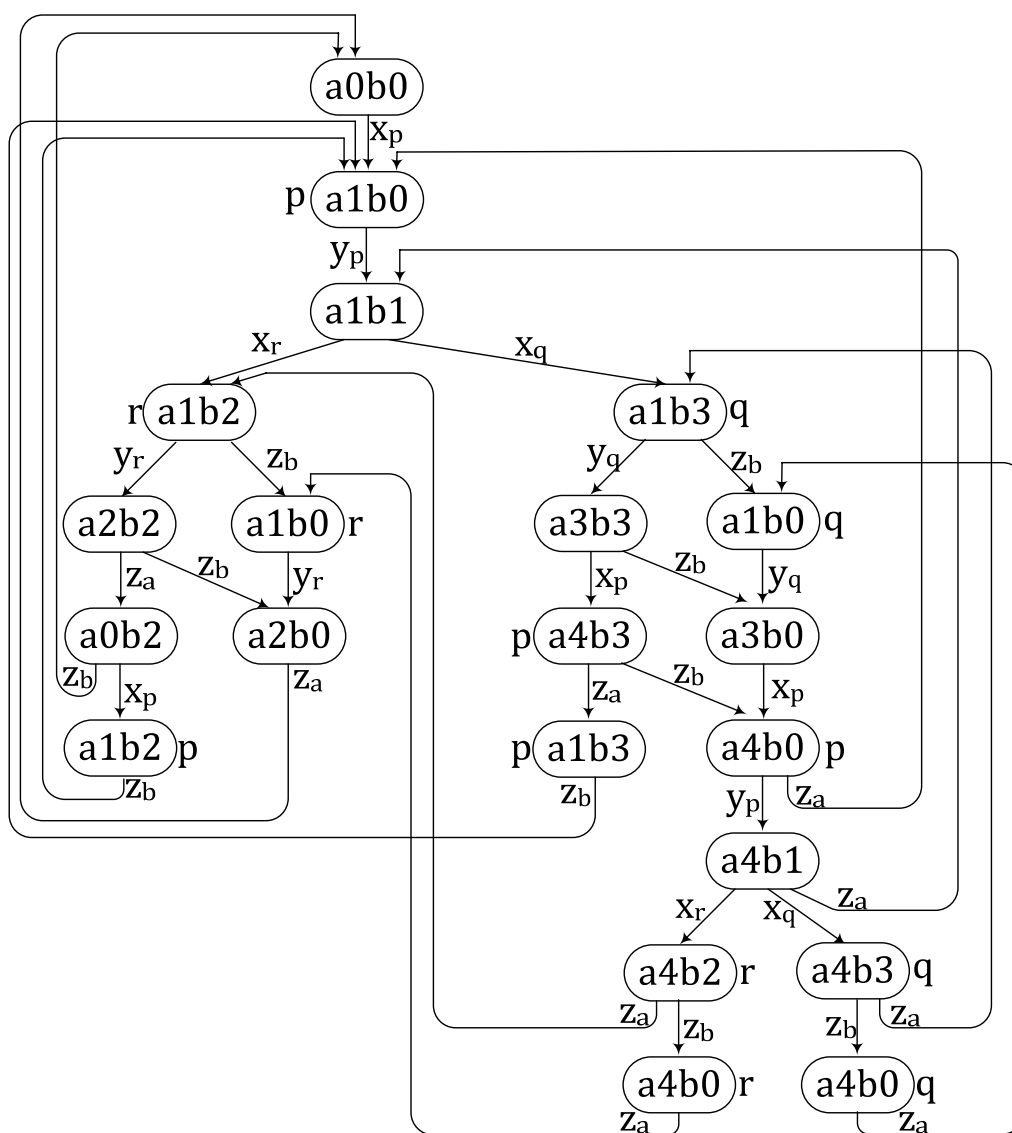 a0b0
xp
p a1b0
yp
a1b1
xr xq
r a1b2 a1b3 q
yr zb yq zb
a2b2 a1b0 r a3b3 a1b0 q
za zb yr xp zb yq
a0b2 a2b0 p a4b3 a3b0
zb xp za za zb xp
a1b2 p p a1b3 a4b0 p
zb zb yp za
a4b1
xr xq za
a4b2 r a4b3 q
za zb zb za
a4b0 r a4b0 q
za za